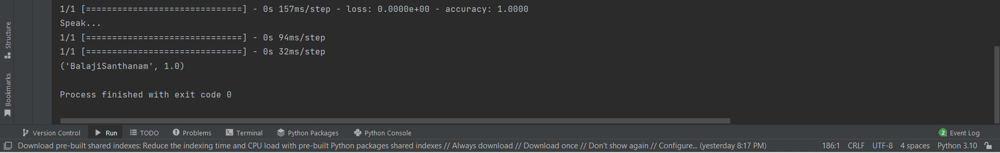 1/1 [==============================] - 0s 157ms/step - loss: 0.0000e+00 - accuracy: 1.0000
Speak...
1/1 [==============================] - 0s 94ms/step
1/1 [==============================] - 0s 32ms/step
('BalajiSanthanam', 1.0)
Process finished with exit code 0
Structure
Bookmarks
Version Control Run TODO Problems Terminal Python Packages Python Console 2 Event Log
Download pre-built shared indexes: Reduce the indexing time and CPU load with pre-built Python packages shared indexes // Always download // Download once // Don't show again // Configure... (yesterday 8:17 PM) 186:1 CRLF UTF-8 4 spaces Python 3.10